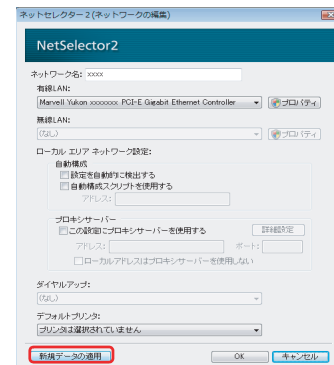 ネットセレクター2(ネットワークの編集)
NetSelector2
ネットワーク名: xxxx
有線LAN:
Marvell Yukon xxxxxxx PCI-E Gigabit Ethernet Controller プロパティ
無線LAN:
(なし) プロパティ
ローカル エリア ネットワーク設定:
自動構成
設定を自動的に検出する
自動構成スクリプトを使用する
アドレス:
プロキシサーバー
この設定にプロキシサーバーを使用する 詳細設定
アドレス: ポート:
ローカルアドレスはプロキシサーバーを使用しない
ダイヤルアップ:
(なし)
デフォルトプリンタ:
プリンタは選択されていません
新規データの適用 OK キャンセル